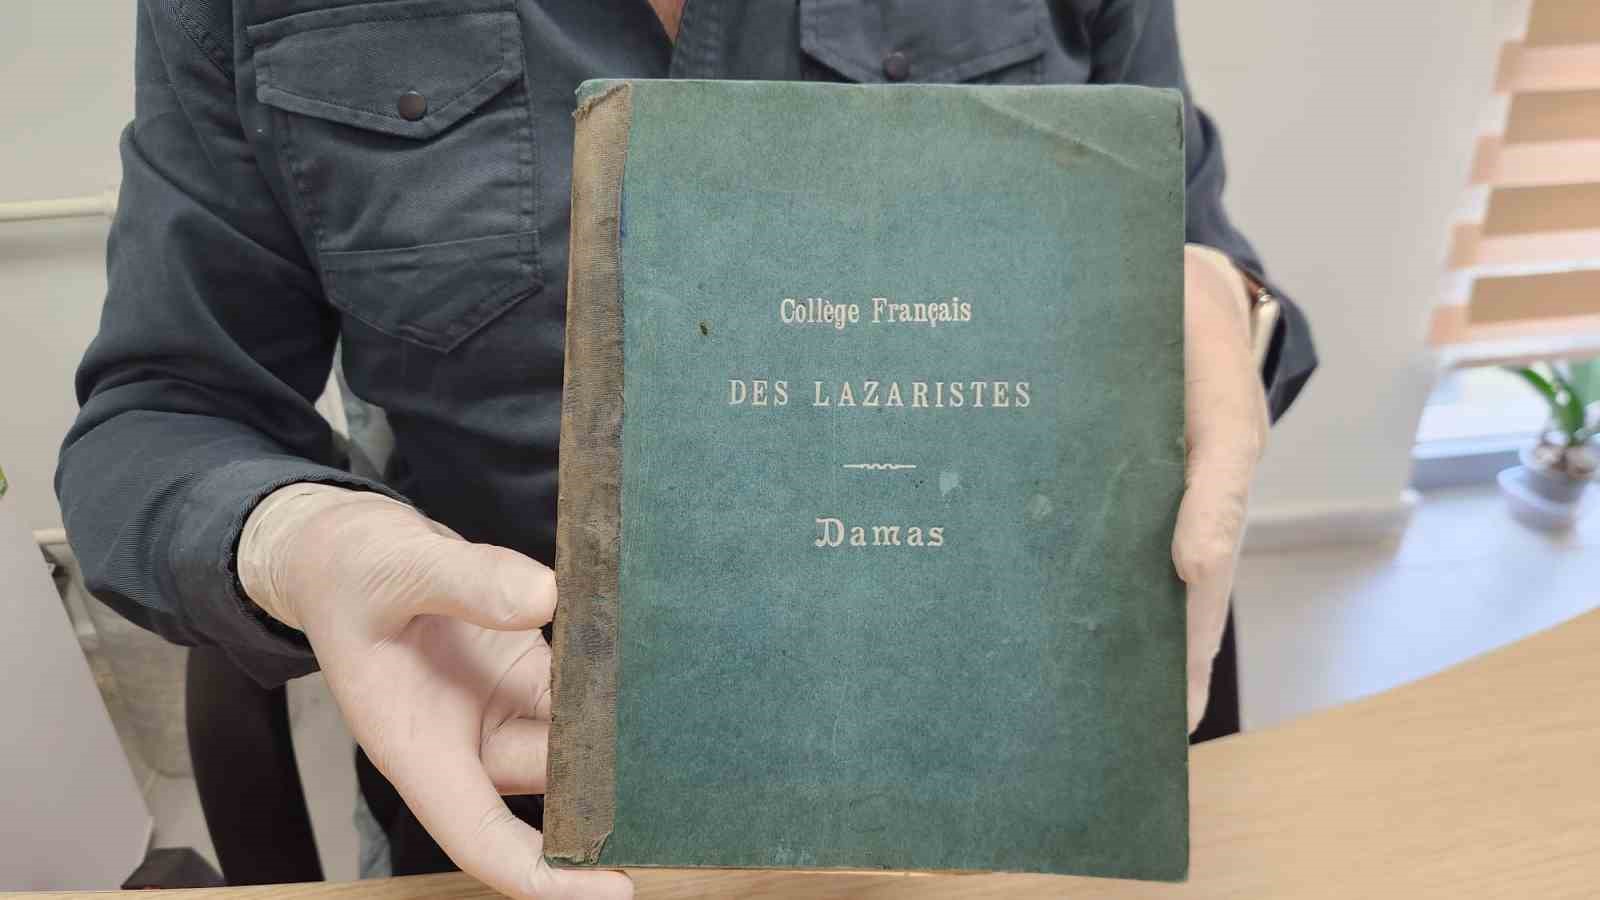 Collège Français
DES LAZARISTES
Damas